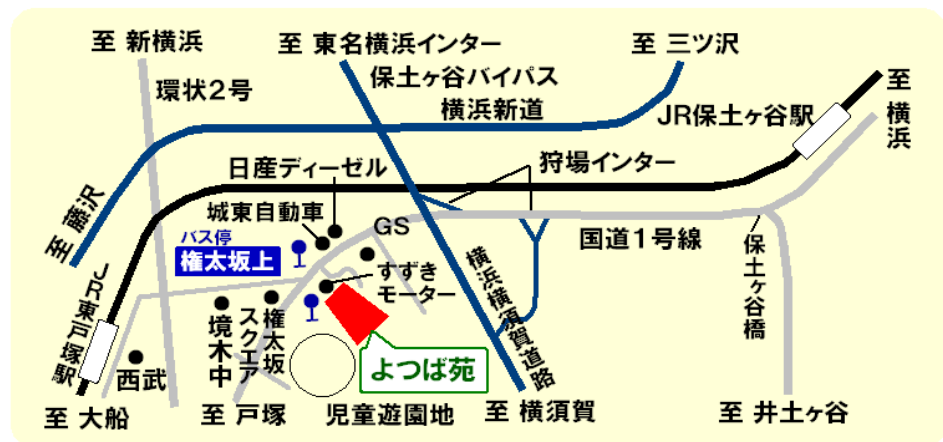 至 新横浜
至 東名横浜インター
至 三ツ沢
至 横浜
環状２号
保土ヶ谷バイパス
横浜新道
JR保土ヶ谷駅
日産ディーゼル
狩場インター
城東自動車
GS
バス停
権太坂上
至 藤沢
国道１号線
すずき
モーター
横浜横須賀道路
保土ヶ谷橋
JR東戸塚駅
西武
境木中
権太坂
スクエア
よつば苑
児童遊園地
至 大船
至 戸塚
至 横須賀
至 井土ヶ谷